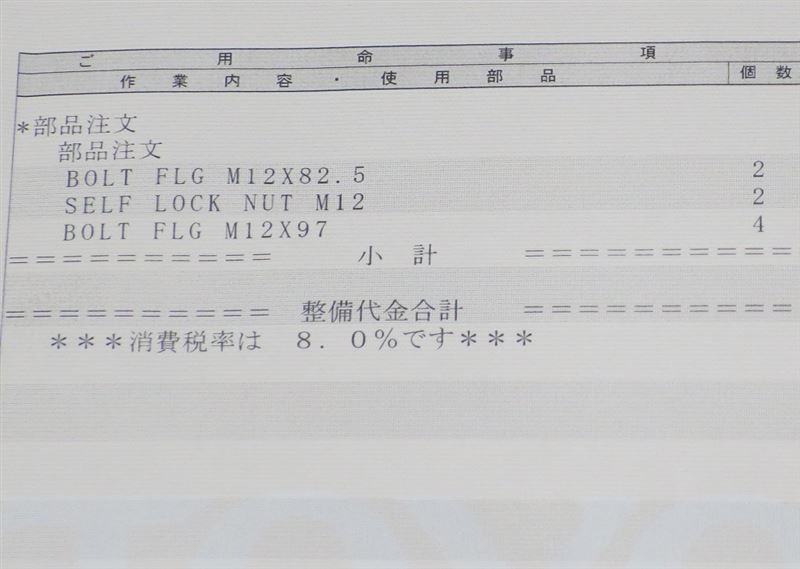 ご用命事項
作業内容・使用部品 個数
*部品注文
部品注文
BOLT FLG M12X82.5 2
SELF LOCK NUT M12 2
BOLT FLG M12X97 4
========== 小計 ==========
========== 整備代金合計 ==========
***消費税率は 8.0%です***